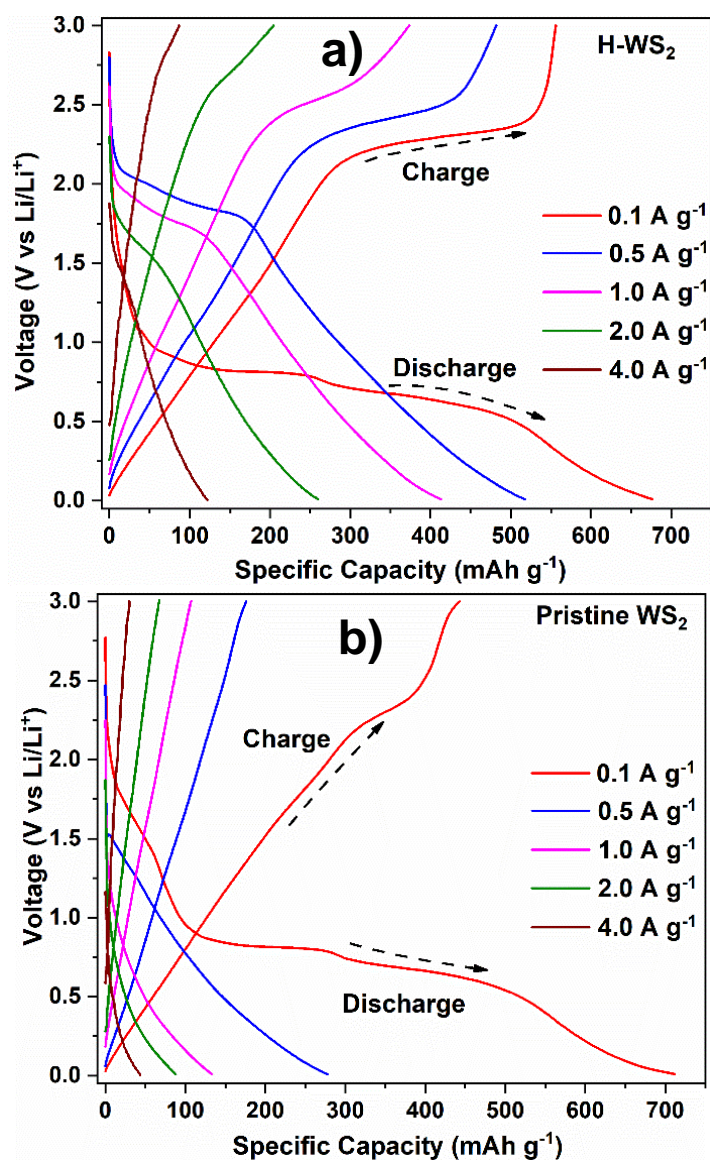 a)
H-WS₂
3.0
2.5
2.0
1.5
1.0
0.5
0.0
Voltage (V vs Li/Li⁺)
Charge
Discharge
0.1 A g⁻¹
0.5 A g⁻¹
1.0 A g⁻¹
2.0 A g⁻¹
4.0 A g⁻¹
0 100 200 300 400 500 600 700
Specific Capacity (mAh g⁻¹)
b)
Pristine WS₂
3.0
2.5
2.0
1.5
1.0
0.5
0.0
Voltage (V vs Li/Li⁺)
Charge
Discharge
0.1 A g⁻¹
0.5 A g⁻¹
1.0 A g⁻¹
2.0 A g⁻¹
4.0 A g⁻¹
0 100 200 300 400 500 600 700
Specific Capacity (mAh g⁻¹)